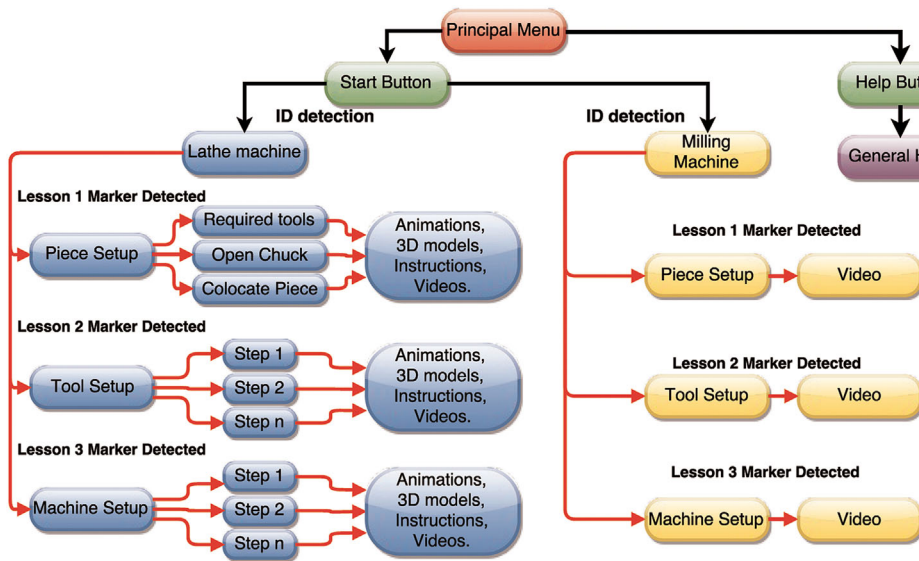 Principal Menu
Start Button
Help
ID detection
ID detection
Lathe machine
Milling
Machine
General
Lesson 1 Marker Detected
Piece Setup
Required tools
Open Chuck
Colocate Piece
Animations,
3D models,
Instructions,
Videos.
Lesson 2 Marker Detected
Tool Setup
Step 1
Step 2
Step n
Animations,
3D models,
Instructions,
Videos.
Lesson 3 Marker Detected
Machine Setup
Step 1
Step 2
Step n
Animations,
3D models,
Instructions,
Videos.
Lesson 1 Marker Detected
Piece Setup
Video
Lesson 2 Marker Detected
Tool Setup
Video
Lesson 3 Marker Detected
Machine Setup
Video